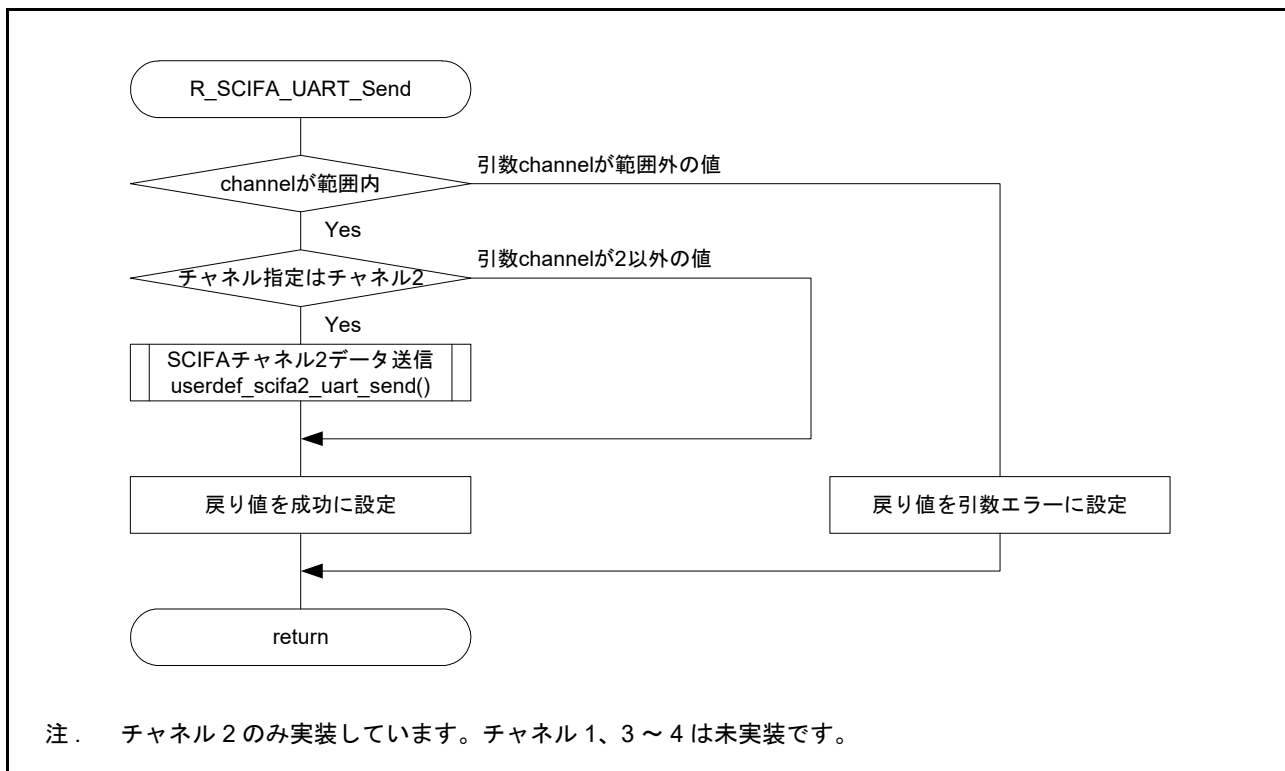 R_SCIFA_UART_Send
channelが範囲内
引数channelが範囲外の値
Yes
チャネル指定はチャネル2
引数channelが2以外の値
Yes
SCIFAチャネル2データ送信
userdef_scifa2_uart_send()
戻り値を成功に設定
戻り値を引数エラーに設定
return
注 . チャネル 2 のみ実装しています。チャネル 1、3 ～ 4 は未実装です。